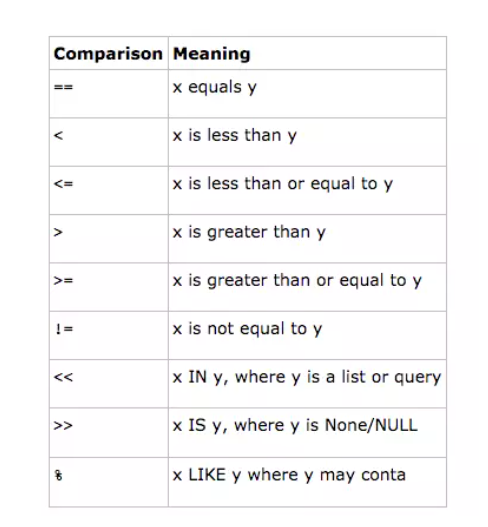 Comparison Meaning
== x equals y
< x is less than y
<= x is less than or equal to y
> x is greater than y
>= x is greater than or equal to y
!= x is not equal to y
<< x IN y, where y is a list or query
>> x IS y, where y is None/NULL
% x LIKE y where y may conta